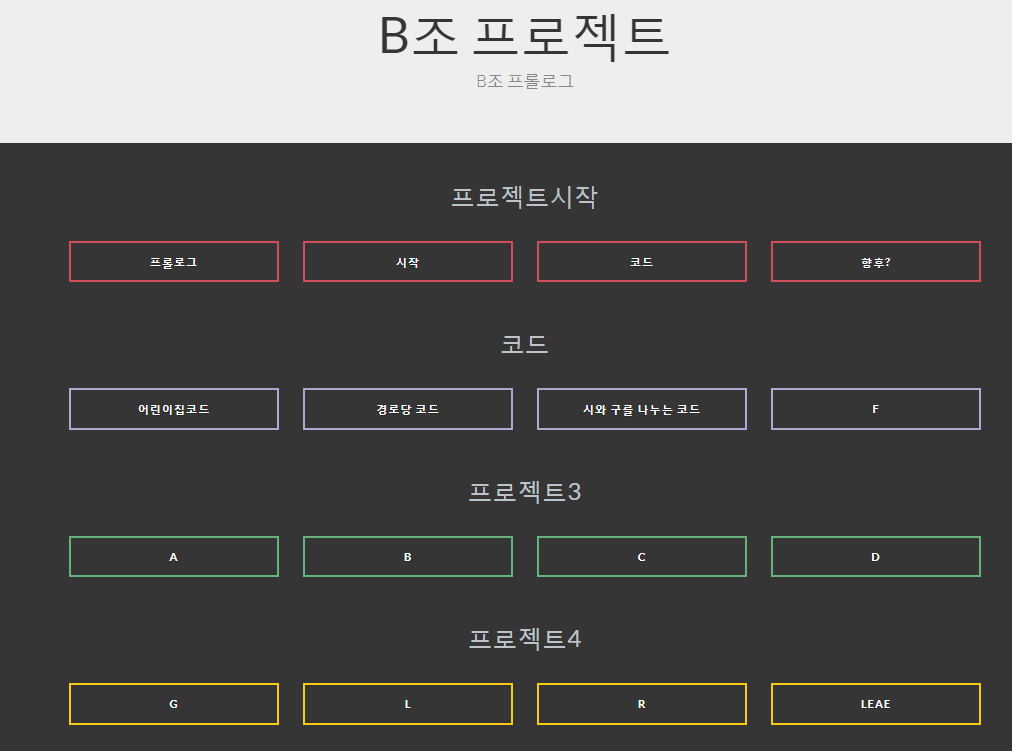 B조 프로젝트
B조 프롤로그
프로젝트시작
프롤로그 시작 코드 향후?
코드
어린이집코드 경로당 코드 시와 구를 나누는 코드 F
프로젝트3
A B C D
프로젝트4
G L R LEAE